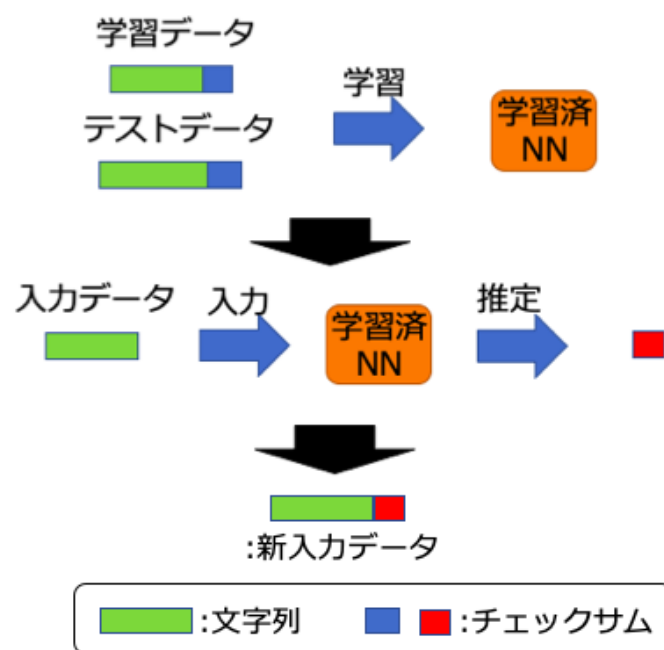 学習データ
学習
テストデータ
学習済
NN
入力データ
入力
学習済
NN
推定
:新入力データ
:文字列
:チェックサム